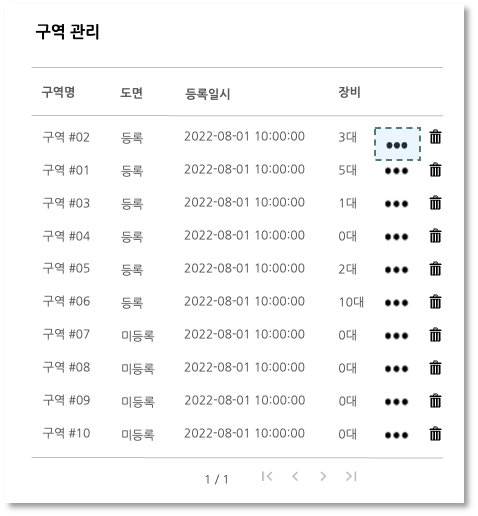 구역 관리
구역명 도면 등록일시 장비
구역 #02 등록 2022-08-01 10:00:00 3대
구역 #01 등록 2022-08-01 10:00:00 5대
구역 #03 등록 2022-08-01 10:00:00 1대
구역 #04 등록 2022-08-01 10:00:00 0대
구역 #05 등록 2022-08-01 10:00:00 2대
구역 #06 등록 2022-08-01 10:00:00 10대
구역 #07 미등록 2022-08-01 10:00:00 0대
구역 #08 미등록 2022-08-01 10:00:00 0대
구역 #09 미등록 2022-08-01 10:00:00 0대
구역 #10 미등록 2022-08-01 10:00:00 0대
1 / 1